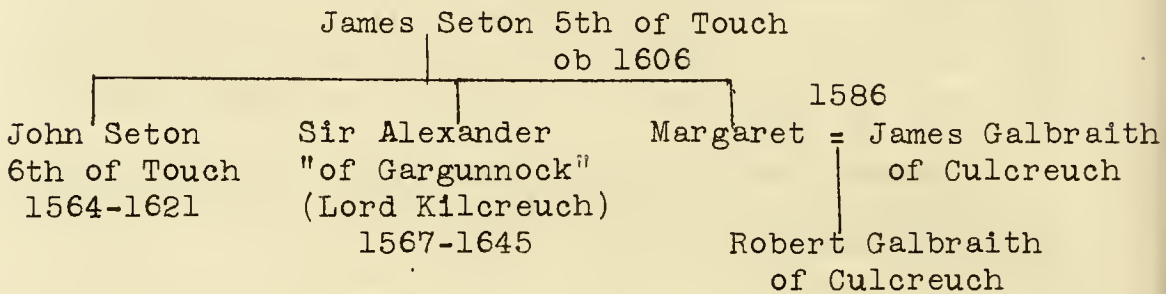 James Seton 5th of Touch
ob 1606
1586
John Seton
6th of Touch
1564-1621
Sir Alexander
"of Gargunnock"
(Lord Kilcreuch)
1567-1645
Margaret = James Galbraith
of Culcreuch
Robert Galbraith
of Culcreuch